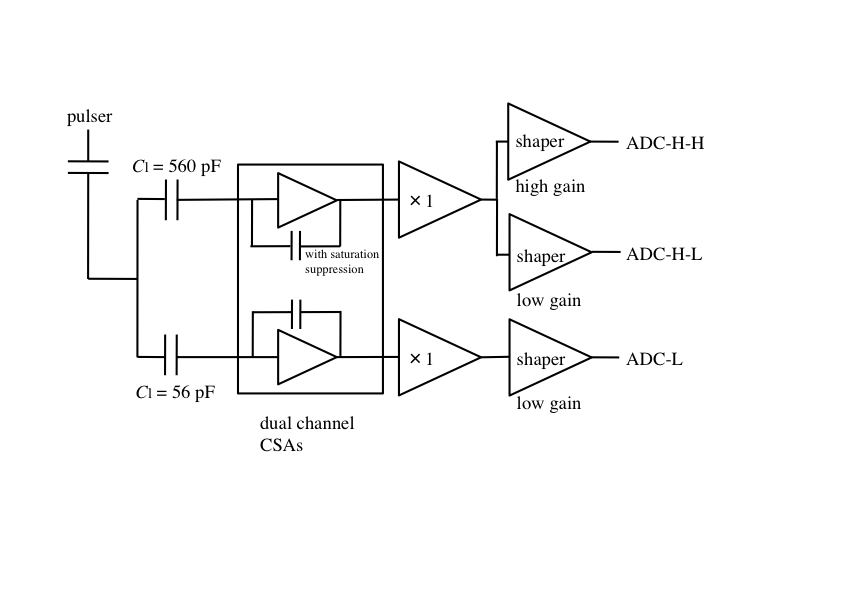 pulser
Cl = 560 pF
shaper
ADC-H-H
high gain
× 1
with saturation
suppression
shaper
ADC-H-L
low gain
× 1
shaper
ADC-L
low gain
Cl = 56 pF
dual channel
CSAs